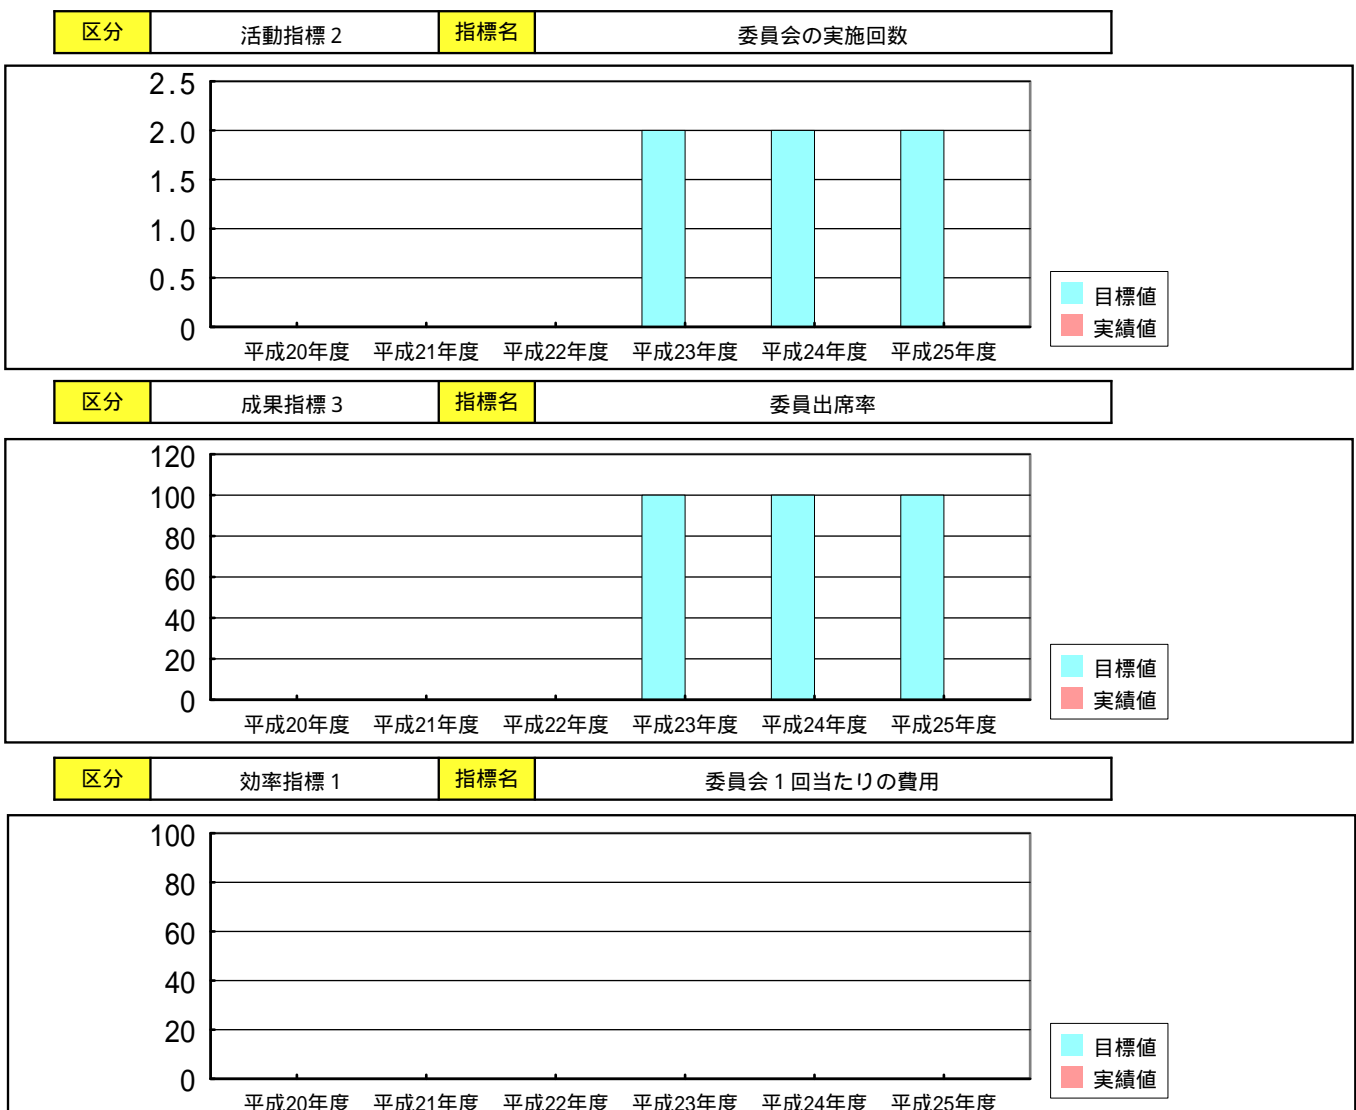 区分 活動指標２ 指標名 委員会の実施回数
2.5
2.0
1.5
1.0
0.5
0
平成20年度 平成21年度 平成22年度 平成23年度 平成24年度 平成25年度
目標値
実績値
区分 成果指標３ 指標名 委員出席率
120
100
80
60
40
20
0
平成20年度 平成21年度 平成22年度 平成23年度 平成24年度 平成25年度
目標値
実績値
区分 効率指標１ 指標名 委員会１回当たりの費用
100
80
60
40
20
0
平成20年度 平成21年度 平成22年度 平成23年度 平成24年度 平成25年度
目標値
実績値